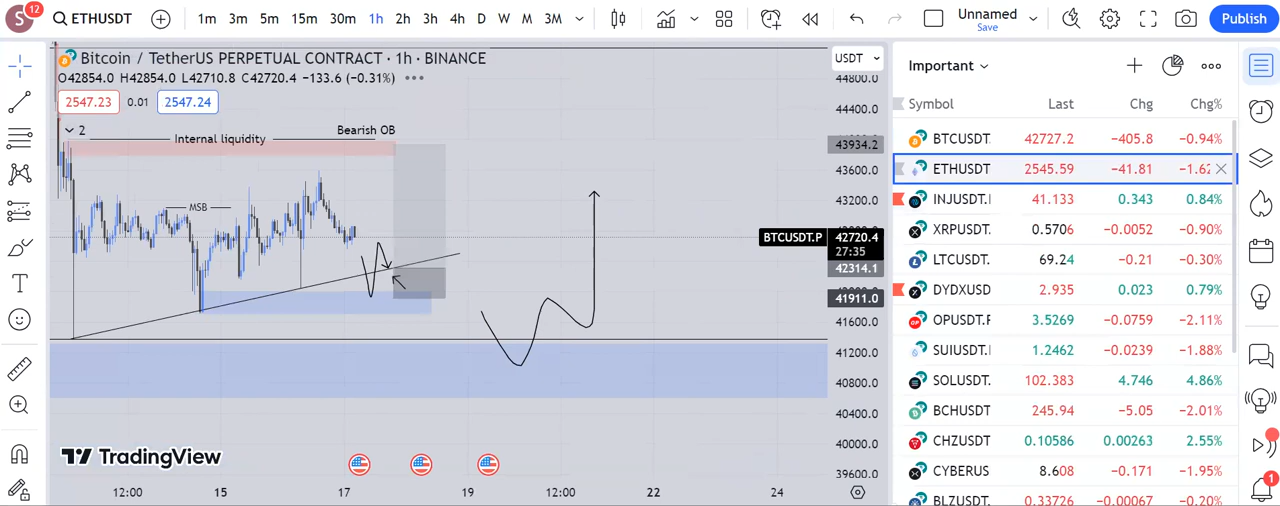 S 12 ETHUSDT 1m 3m 5m 15m 30m 1h 2h 3h 4h D W M 3M Unnamed Save Publish
Bitcoin / TetherUS PERPETUAL CONTRACT · 1h · BINANCE USDT
O42854.0 H42854.0 L42710.8 C42720.4 −133.6 (−0.31%)
2547.23 0.01 2547.24
2
Internal liquidity
Bearish OB
MSB
44800.0
44400.0
43934.2
43600.0
43200.0
BTCUSDT.P 42720.4
27:35
42314.1
41911.0
41600.0
41200.0
40800.0
40400.0
40000.0
39600.0
TradingView
12:00 15 17 19 12:00 22 24
Important
Symbol Last Chg Chg%
BTCUSDT. 42727.2 −405.8 −0.94%
ETHUSDT 2545.59 −41.81 −1.62
INJUSDT.I 41.133 0.343 0.84%
XRPUSDT. 0.5706 −0.0052 −0.90%
LTCUSDT. 69.24 −0.21 −0.30%
DYDXUSD 2.935 0.023 0.79%
OPUSDT.F 3.5269 −0.0759 −2.11%
SUIUSDT.I 1.2462 −0.0239 −1.88%
SOLUSDT. 102.383 4.746 4.86%
BCHUSDT 245.94 −5.05 −2.01%
CHZUSDT 0.10586 0.00263 2.55%
CYBERUS 8.608 −0.171 −1.95%
BLZUSDT. 0.33726 −0.00067 −0.20%
1